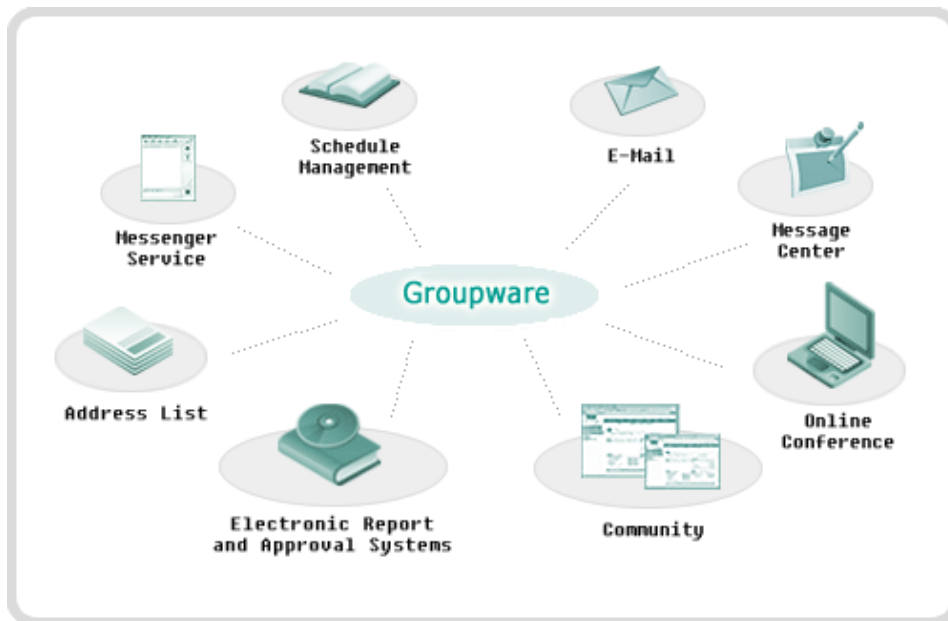 Schedule
Management
E-Mail
Messenger
Service
Message
Center
Groupware
Address List
Online
Conference
Electronic Report
and Approval Systems
Community